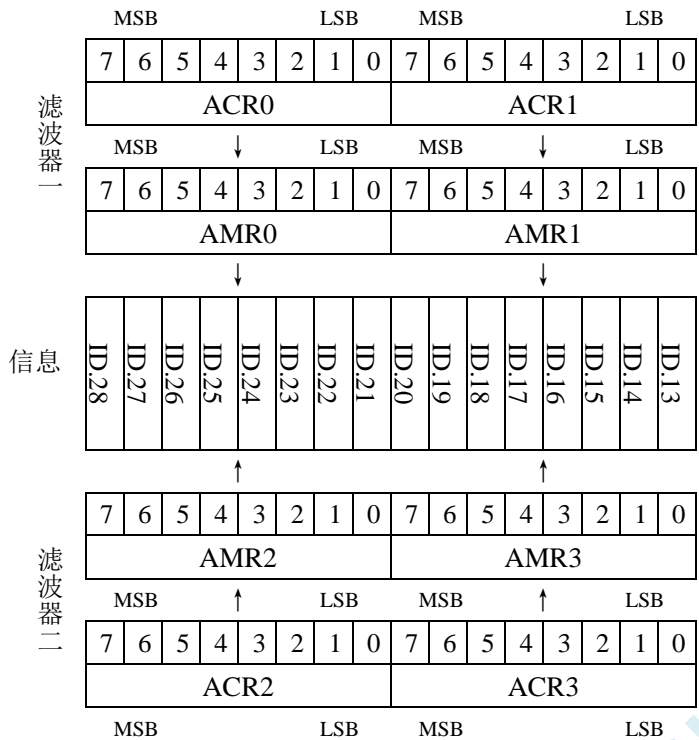 MSB LSB MSB LSB
7 6 5 4 3 2 1 0 7 6 5 4 3 2 1 0
ACR0 ACR1
滤波器一
MSB ↓ LSB MSB ↓ LSB
7 6 5 4 3 2 1 0 7 6 5 4 3 2 1 0
AMR0 AMR1
↓ ↓
信息
ID.28 ID.27 ID.26 ID.25 ID.24 ID.23 ID.22 ID.21 ID.20 ID.19 ID.18 ID.17 ID.16 ID.15 ID.14 ID.13
↑ ↑
7 6 5 4 3 2 1 0 7 6 5 4 3 2 1 0
AMR2 AMR3
滤波器二
MSB ↑ LSB MSB ↑ LSB
7 6 5 4 3 2 1 0 7 6 5 4 3 2 1 0
ACR2 ACR3
MSB LSB MSB LSB